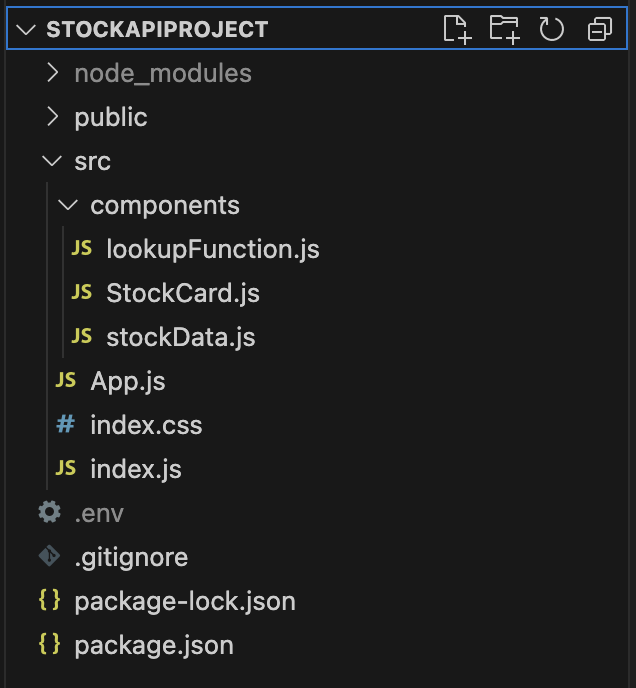 STOCKAPIPROJECT
node_modules
public
src
components
JS lookupFunction.js
JS StockCard.js
JS stockData.js
JS App.js
# index.css
JS index.js
.env
.gitignore
{} package-lock.json
{} package.json